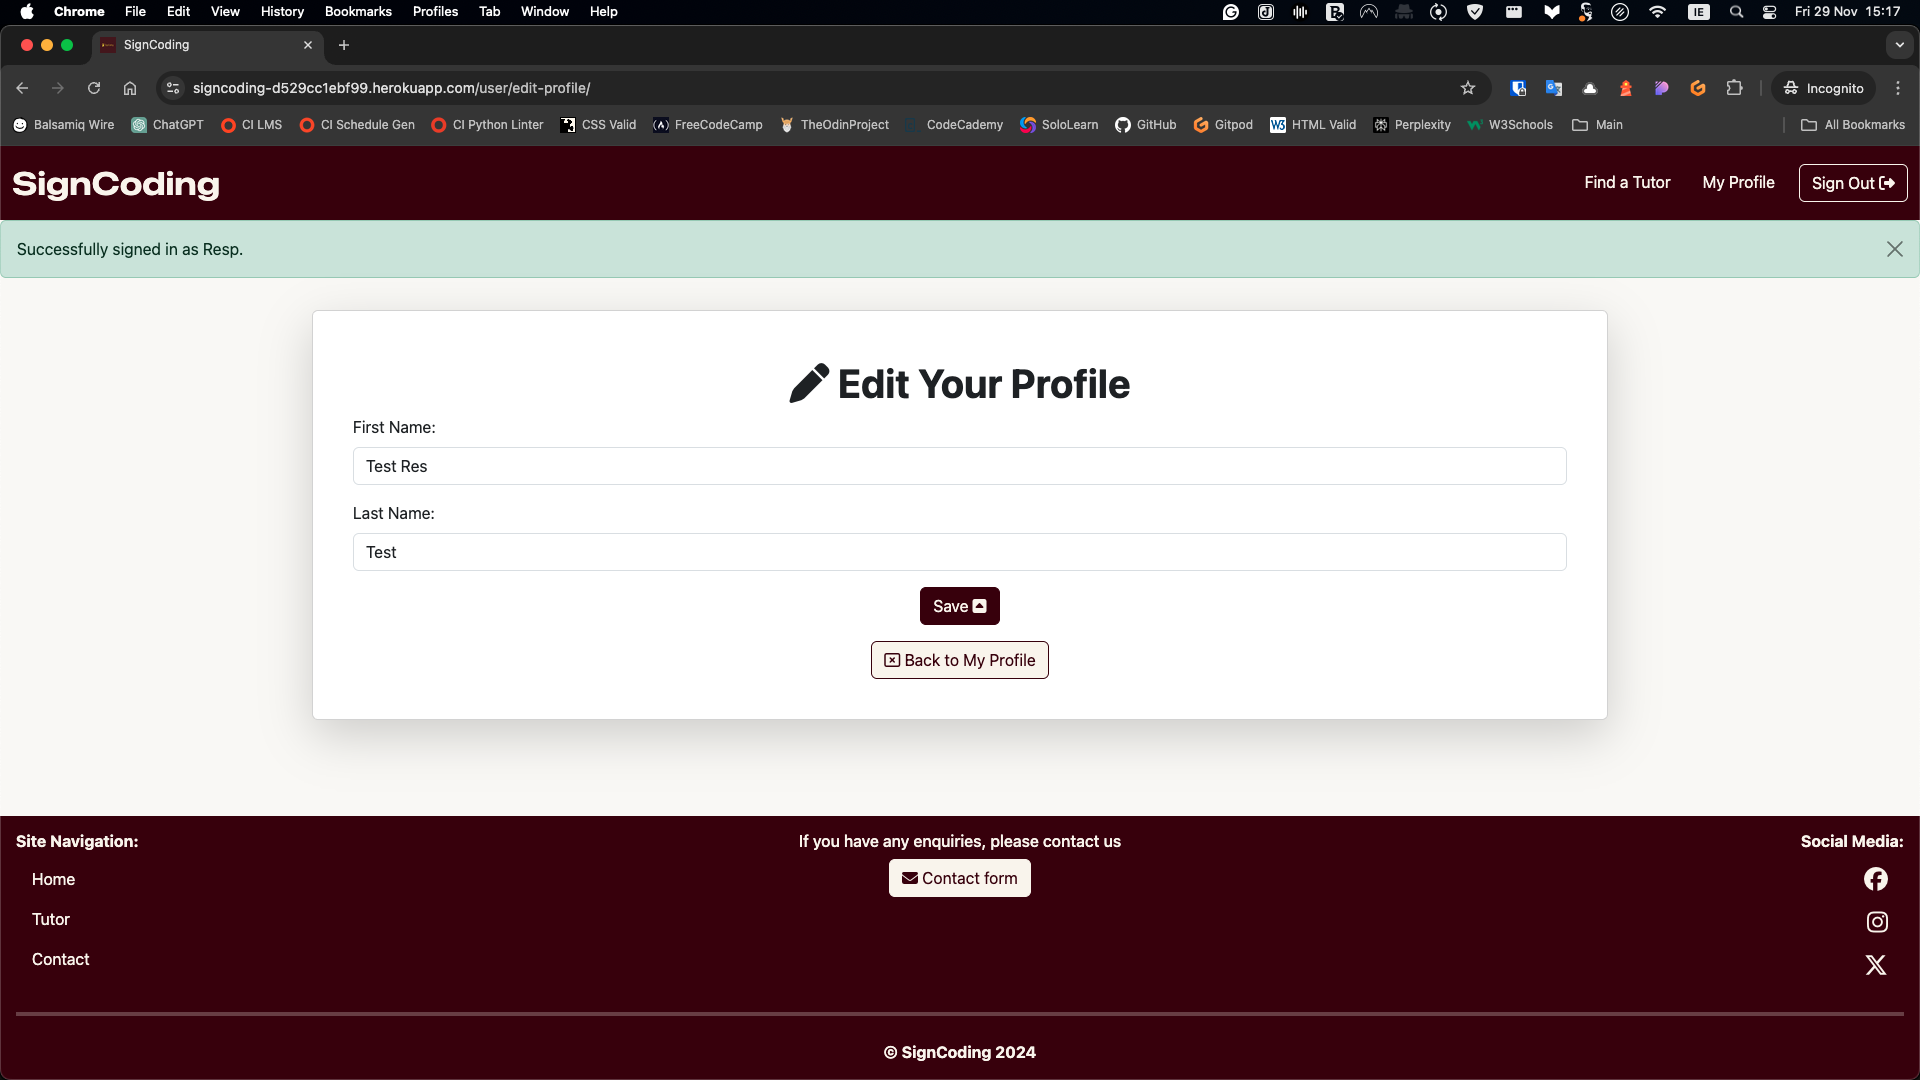 Chrome File Edit View History Bookmarks Profiles Tab Window Help IE Fri 29 Nov 15:17
SignCoding
signcoding-d529cc1ebf99.herokuapp.com/user/edit-profile/ Incognito
Balsamiq Wire ChatGPT CI LMS CI Schedule Gen CI Python Linter CSS Valid FreeCodeCamp TheOdinProject CodeCademy SoloLearn GitHub Gitpod HTML Valid Perplexity W3Schools Main All Bookmarks
SignCoding Find a Tutor My Profile Sign Out
Successfully signed in as Resp.
Edit Your Profile
First Name:
Test Res
Last Name:
Test
Save
Back to My Profile
Site Navigation: If you have any enquiries, please contact us Social Media:
Home Contact form
Tutor
Contact
© SignCoding 2024